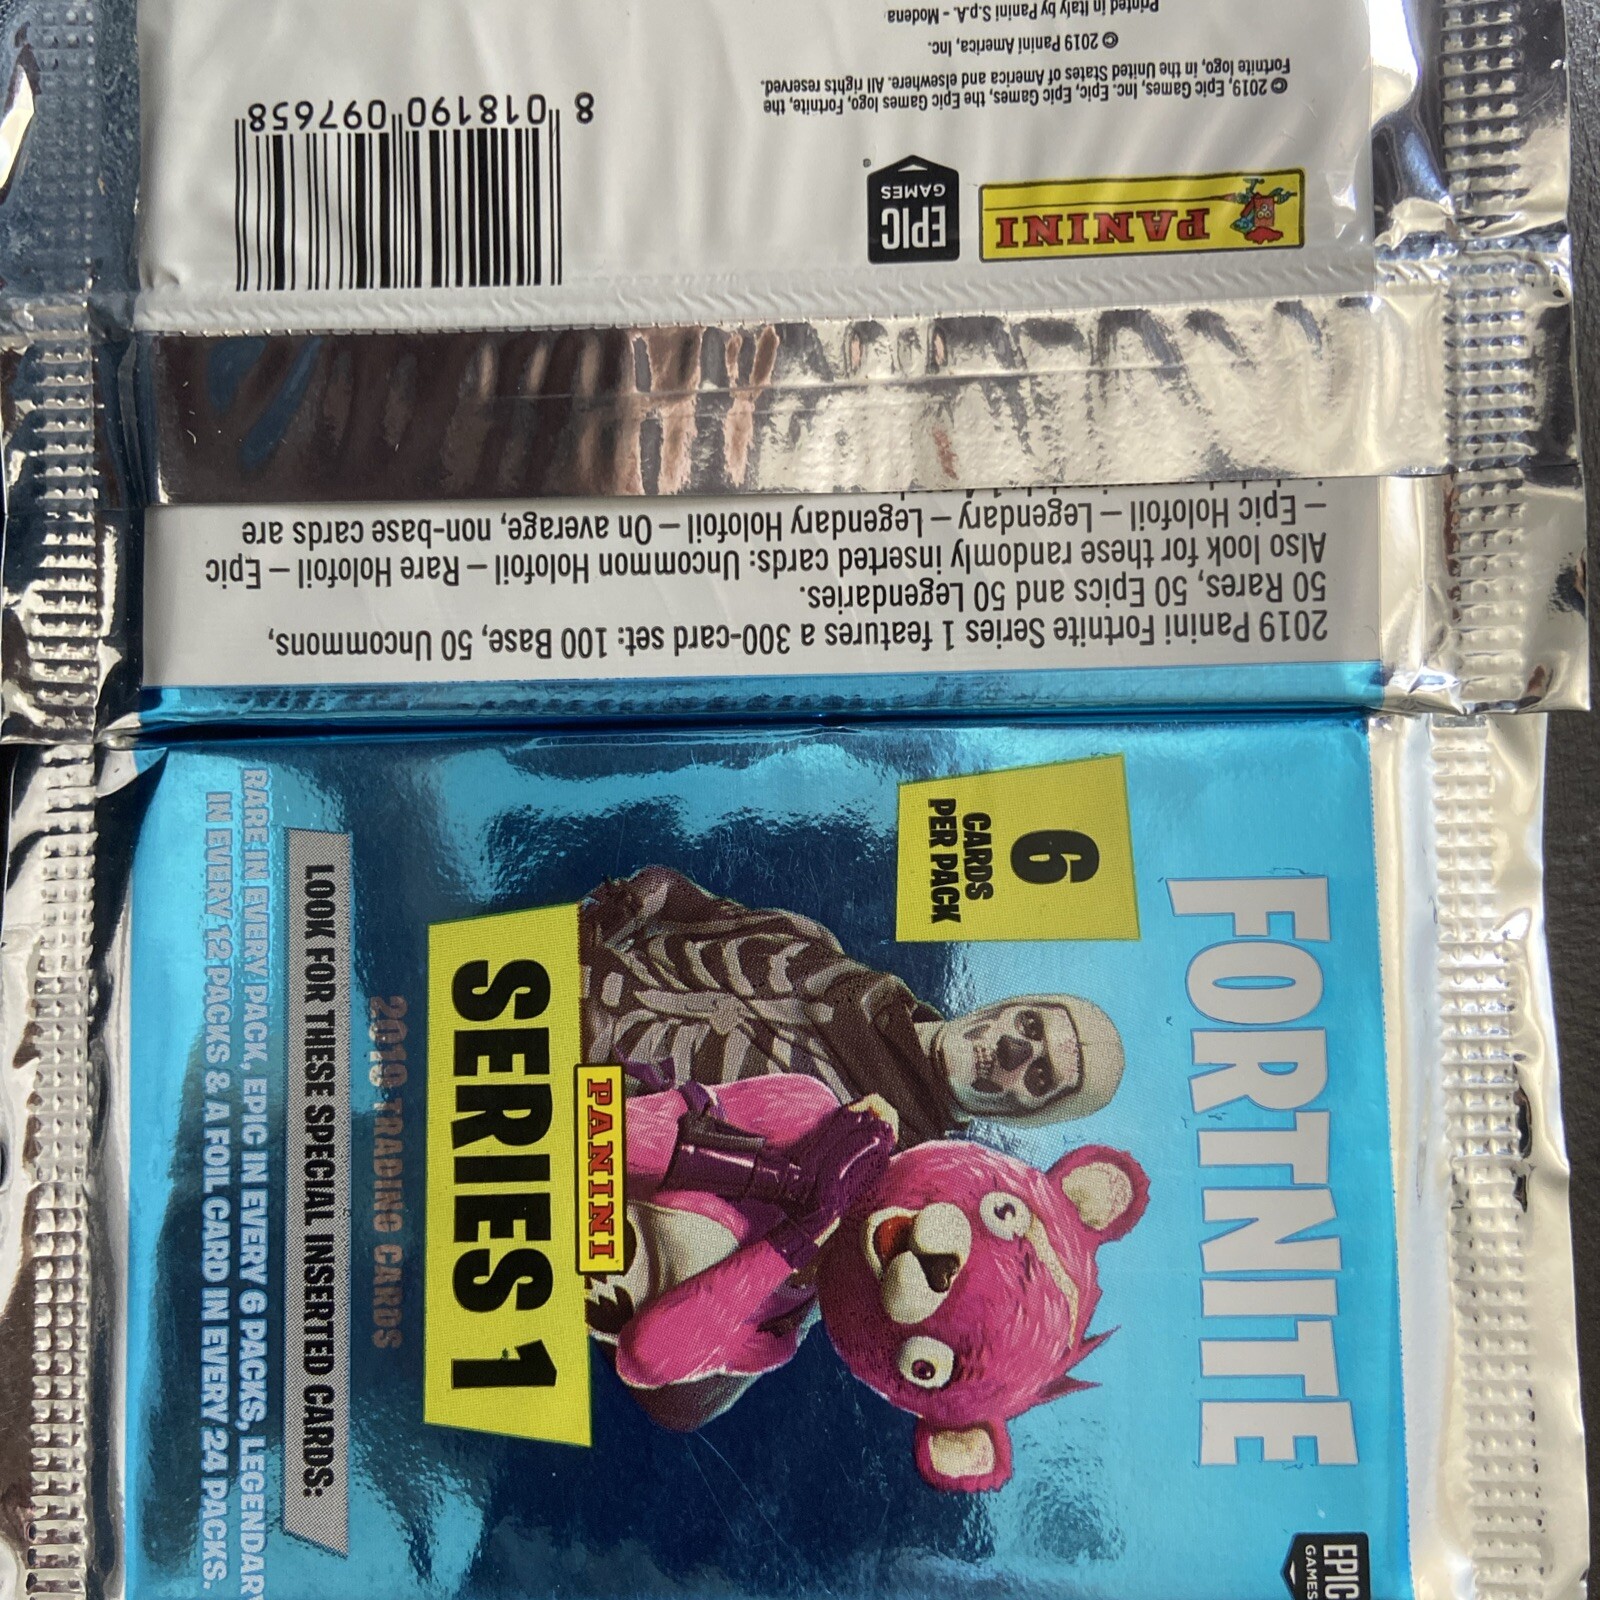 FORTNITE
EPIC
GAMES
6
CARDS
PER PACK
PANINI
SERIES 1
2019 TRADING CARDS
LOOK FOR THESE SPECIAL INSERTED CARDS:
RARE IN EVERY PACK, EPIC IN EVERY 6 PACKS, LEGENDARY
IN EVERY 12 PACKS & A FOIL CARD IN EVERY 24 PACKS.
2019 Panini Fortnite Series 1 features a 300-card set: 100 Base, 50 Uncommons,
50 Rares, 50 Epics and 50 Legendaries.
Also look for these randomly inserted cards: Uncommon Holofoil – Rare Holofoil – Epic
– Epic Holofoil – Legendary – Legendary Holofoil – On average, non-base cards are
PANINI
EPIC
GAMES
8 018190 097658
© 2019, Epic Games, Inc. Epic, Epic Games, the Epic Games logo, Fortnite, the
Fortnite logo, in the United States of America and elsewhere. All rights reserved.
© 2019 Panini America, Inc.
Printed in Italy by Panini S.p.A. - Modena